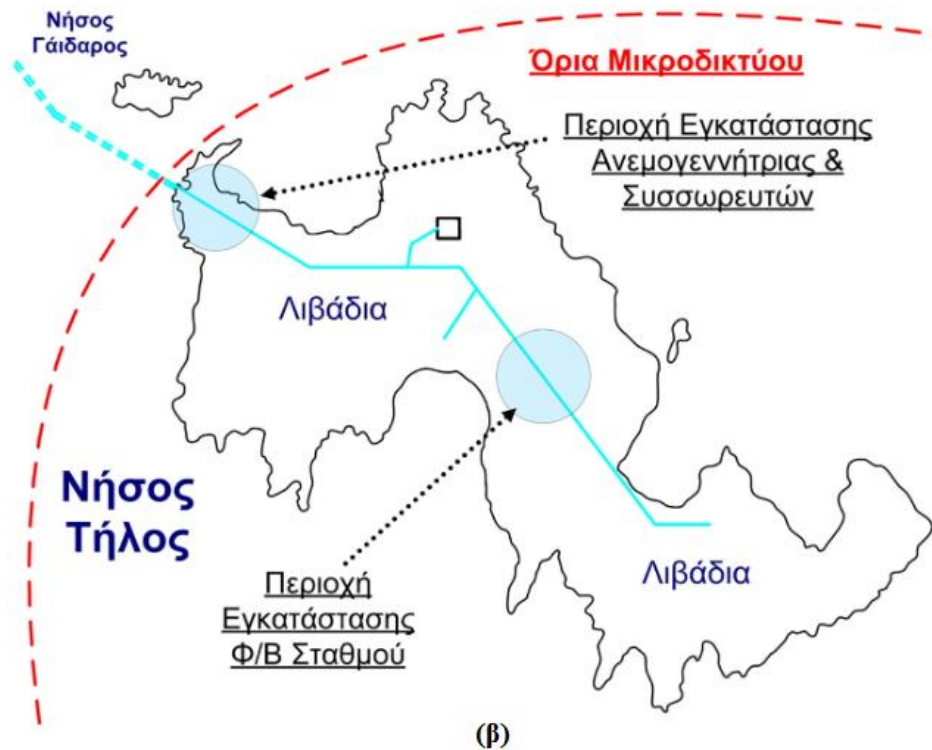 Νήσος
Γάιδαρος
Όρια Μικροδικτύου
Περιοχή Εγκατάστασης
Ανεμογεννήτριας &
Συσσωρευτών
Λιβάδια
Νήσος
Τήλος
Περιοχή
Εγκατάστασης
Φ/Β Σταθμού
Λιβάδια
(β)